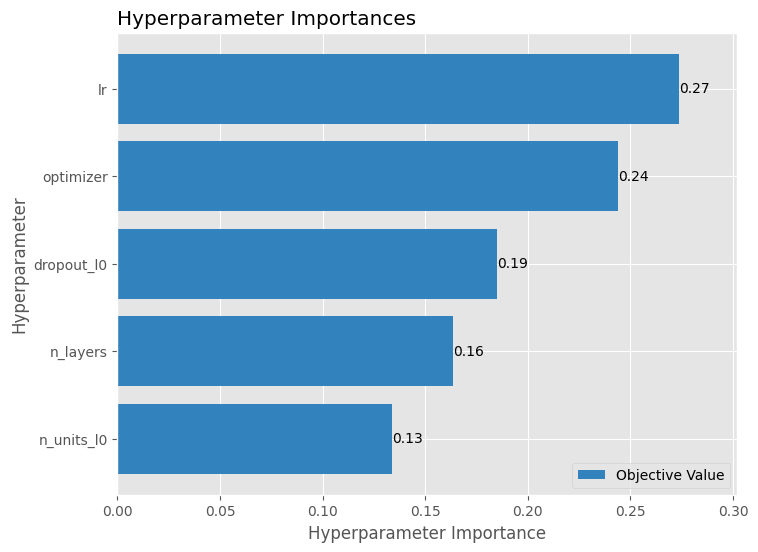 Hyperparameter Importances
Hyperparameter
lr
0.27
optimizer
0.24
dropout_l0
0.19
n_layers
0.16
n_units_l0
0.13
Objective Value
0.00 0.05 0.10 0.15 0.20 0.25 0.30
Hyperparameter Importance